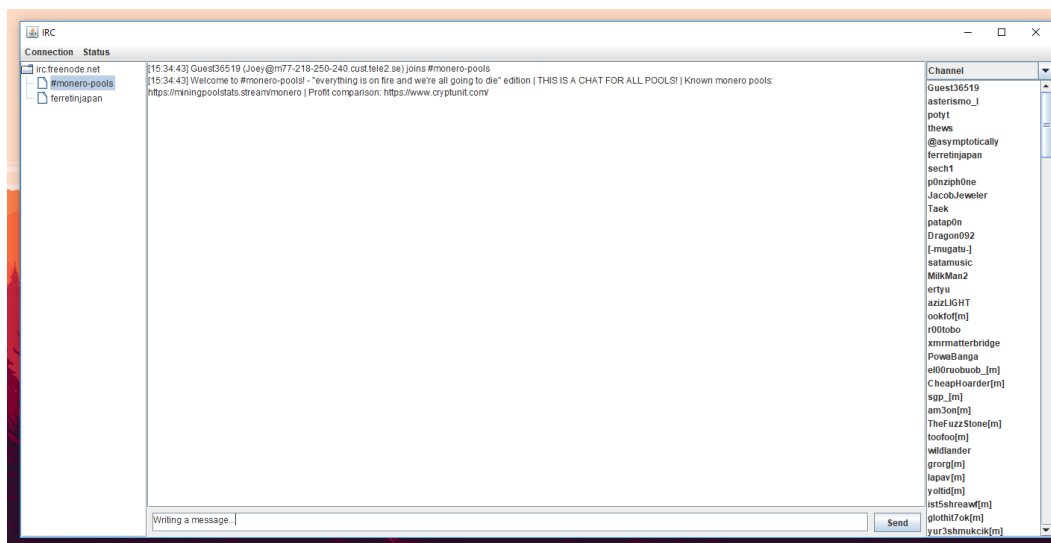 IRC
Connection Status
irc.freenode.net
#monero-pools
ferretinjapan
[15:34:43] Guest36519 (Joey@m77-218-250-240.cust.tele2.se) joins #monero-pools
[15:34:43] Welcome to #monero-pools! - "everything is on fire and we're all going to die" edition | THIS IS A CHAT FOR ALL POOLS! | Known monero pools:
https://miningpoolstats.stream/monero | Profit comparison: https://www.cryptunit.com/
Writing a message...
Send
Channel
Guest36519
asterismo_l
potyt
thews
@asymptotically
ferretinjapan
sech1
p0nziph0ne
JacobJeweler
Taek
patap0n
Dragon092
[-mugatu-]
satamusic
MilkMan2
ertyu
azizLIGHT
ookfof[m]
r00tobo
xmrmatterbridge
PowaBanga
el00ruobuob_[m]
CheapHoarder[m]
sgp_[m]
am3on[m]
TheFuzzStone[m]
toofoo[m]
wildlander
grorg[m]
lapav[m]
yoltid[m]
ist5shreawf[m]
glothit7ok[m]
yur3shmukcik[m]